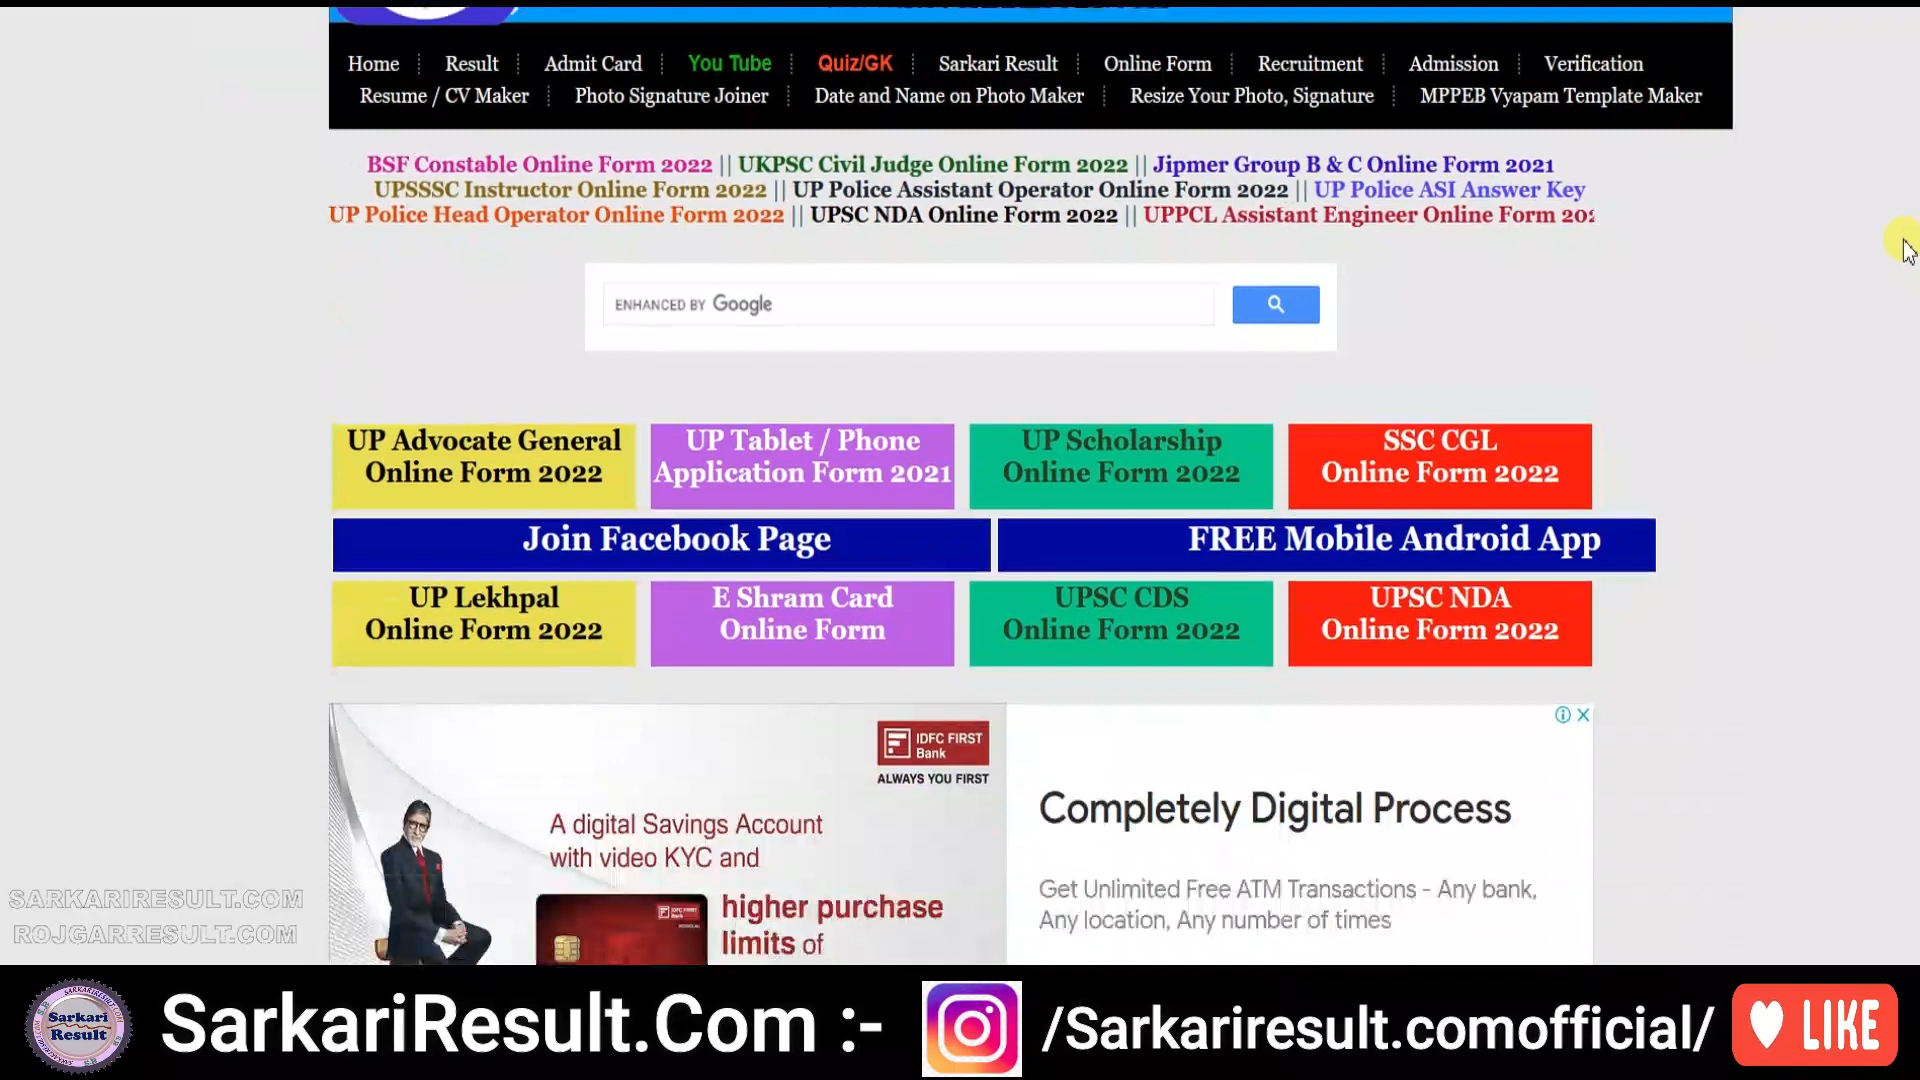 Home Result Admit Card You Tube Quiz/GK Sarkari Result Online Form Recruitment Admission Verification
Resume / CV Maker Photo Signature Joiner Date and Name on Photo Maker Resize Your Photo, Signature MPPEB Vyapam Template Maker
BSF Constable Online Form 2022 || UKPSC Civil Judge Online Form 2022 || Jipmer Group B & C Online Form 2021
UPSSSC Instructor Online Form 2022 || UP Police Assistant Operator Online Form 2022 || UP Police ASI Answer Key
UP Police Head Operator Online Form 2022 || UPSC NDA Online Form 2022 || UPPCL Assistant Engineer Online Form
ENHANCED BY Google
UP Advocate General
Online Form 2022
UP Tablet / Phone
Application Form 2021
UP Scholarship
Online Form 2022
SSC CGL
Online Form 2022
Join Facebook Page
FREE Mobile Android App
UP Lekhpal
Online Form 2022
E Shram Card
Online Form
UPSC CDS
Online Form 2022
UPSC NDA
Online Form 2022
IDFC FIRST
Bank
ALWAYS YOU FIRST
A digital Savings Account
with video KYC and
higher purchase
limits of
IDFC FIRST
Completely Digital Process
Get Unlimited Free ATM Transactions - Any bank,
Any location, Any number of times
SARKARIRESULT.COM
ROJGARRESULT.COM
Sarkari
Result
SarkariResult.Com :-
/Sarkariresult.comofficial/
LIKE